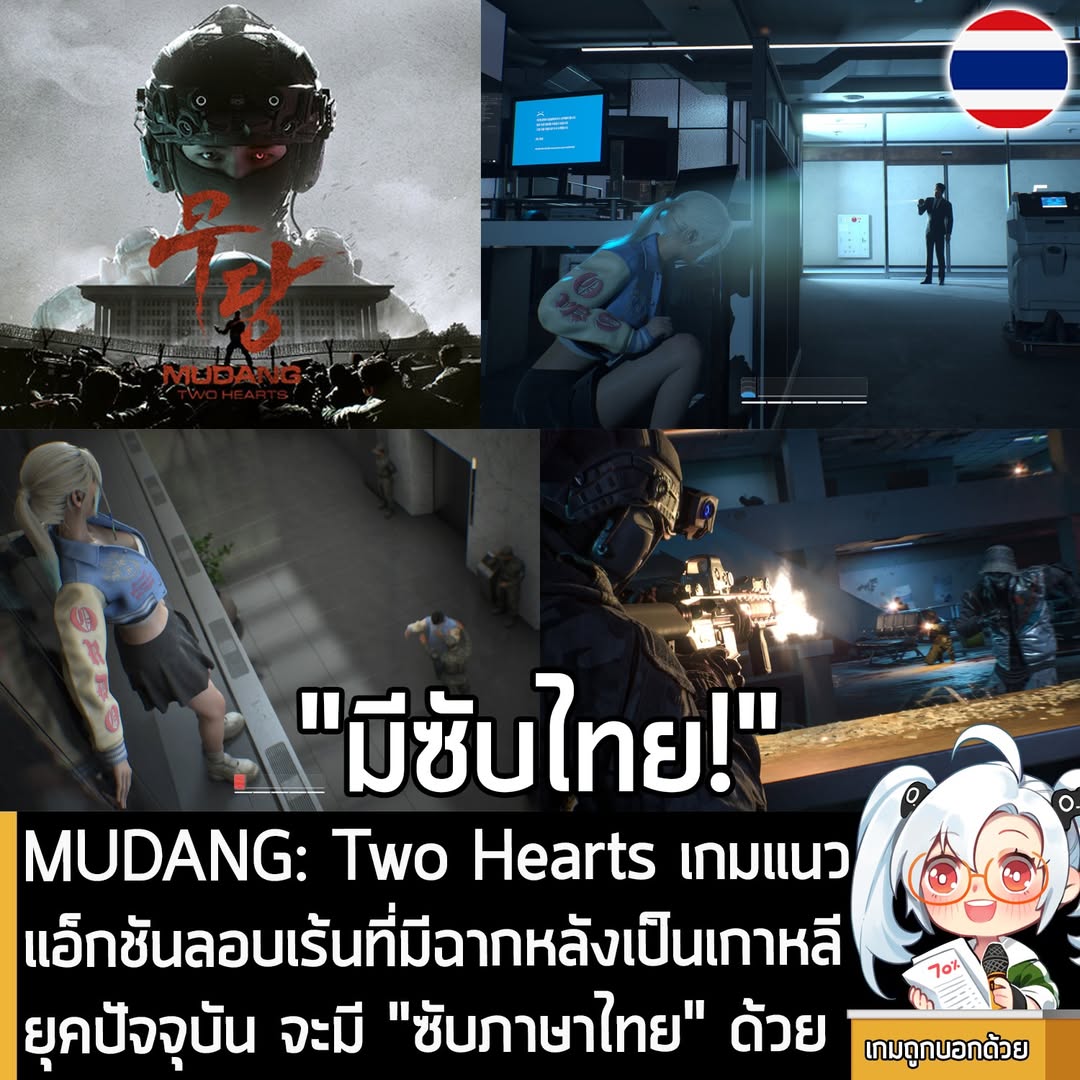 무당
MUDANG
TWO HEARTS
"มีซับไทย!"
MUDANG: Two Hearts เกมแนว
แอ็กชันลอบเร้นที่มีฉากหลังเป็นเกาหลี
ยุคปัจจุบัน จะมี "ซับภาษาไทย" ด้วย
70%
เกมถูกบอกด้วย